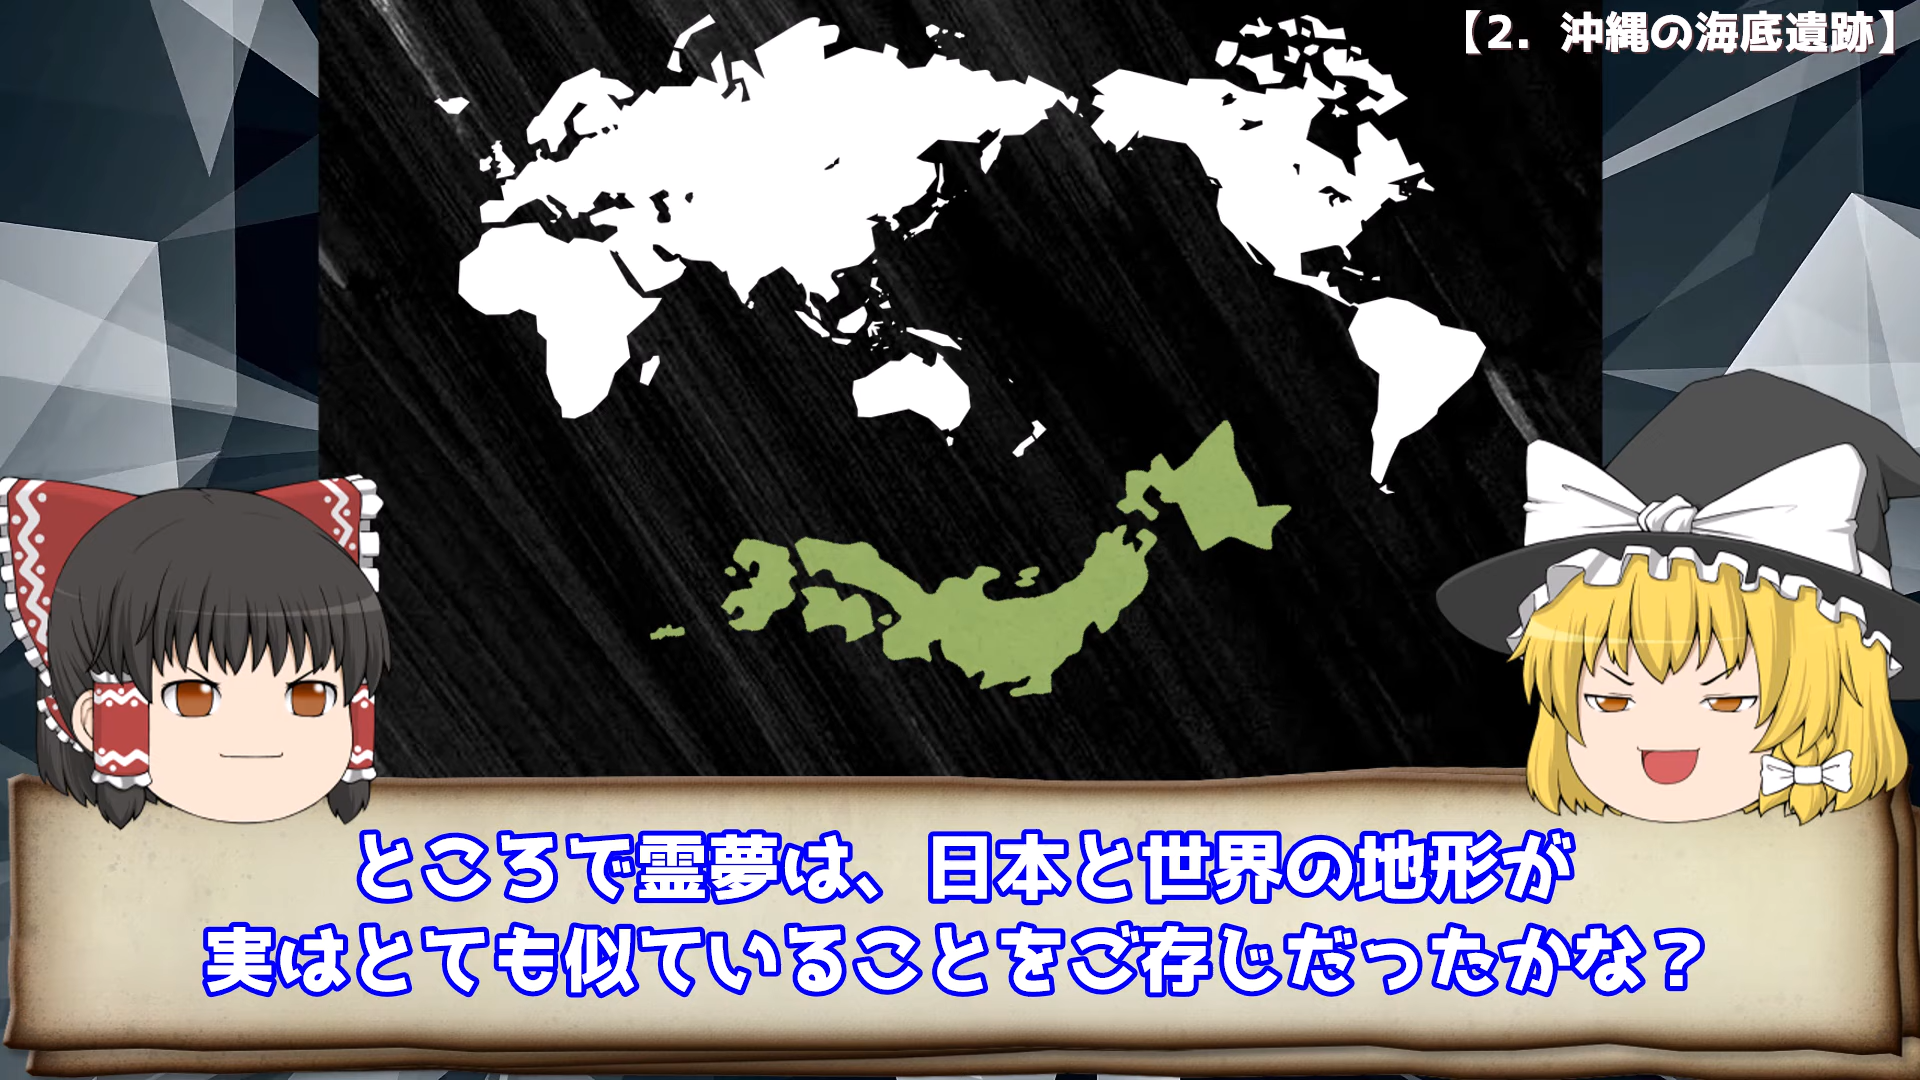 【2．沖縄の海底遺跡】
ところで霊夢は、日本と世界の地形が
実はとても似ていることをご存じだったかな？